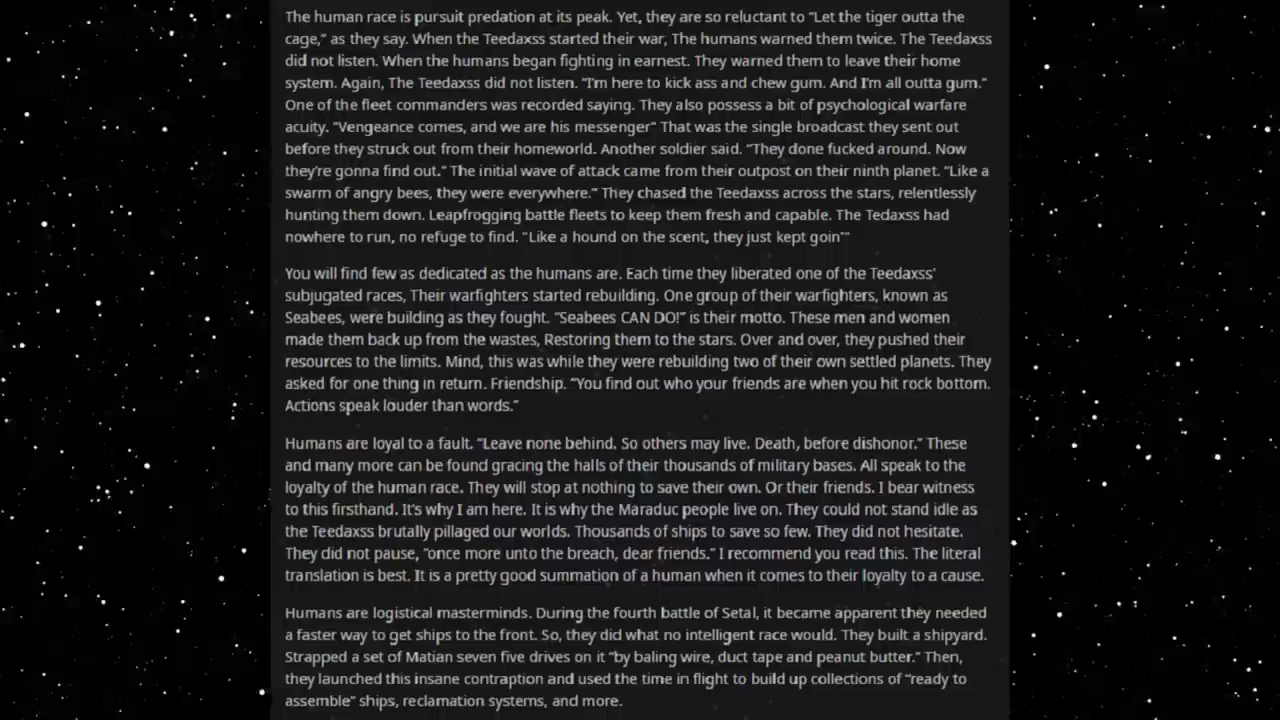 The human race is pursuit predation at its peak. Yet, they are so reluctant to “Let the tiger outta the
cage,” as they say. When the Teedaxss started their war, The humans warned them twice. The Teedaxss
did not listen. When the humans began fighting in earnest. They warned them to leave their home
system. Again, The Teedaxss did not listen. “I’m here to kick ass and chew gum. And I’m all outta gum.”
One of the fleet commanders was recorded saying. They also possess a bit of psychological warfare
acuity. “Vengeance comes, and we are his messenger” That was the single broadcast they sent out
before they struck out from their homeworld. Another soldier said. “They done fucked around. Now
they’re gonna find out.” The initial wave of attack came from their outpost on their ninth planet. “Like a
swarm of angry bees, they were everywhere.” They chased the Teedaxss across the stars, relentlessly
hunting them down. Leapfrogging battle fleets to keep them fresh and capable. The Tedaxss had
nowhere to run, no refuge to find. “Like a hound on the scent, they just kept goin’”
You will find few as dedicated as the humans are. Each time they liberated one of the Teedaxss’
subjugated races, Their warfighters started rebuilding. One group of their warfighters, known as
Seabees, were building as they fought. “Seabees CAN DO!” is their motto. These men and women
made them back up from the wastes, Restoring them to the stars. Over and over, they pushed their
resources to the limits. Mind, this was while they were rebuilding two of their own settled planets. They
asked for one thing in return. Friendship. “You find out who your friends are when you hit rock bottom.
Actions speak louder than words.”
Humans are loyal to a fault. “Leave none behind. So others may live. Death, before dishonor.” These
and many more can be found gracing the halls of their thousands of military bases. All speak to the
loyalty of the human race. They will stop at nothing to save their own. Or their friends. I bear witness
to this firsthand. It’s why I am here. It is why the Maraduc people live on. They could not stand idle as
the Teedaxss brutally pillaged our worlds. Thousands of ships to save so few. They did not hesitate.
They did not pause, “once more unto the breach, dear friends.” I recommend you read this. The literal
translation is best. It is a pretty good summation of a human when it comes to their loyalty to a cause.
Humans are logistical masterminds. During the fourth battle of Setal, it became apparent they needed
a faster way to get ships to the front. So, they did what no intelligent race would. They built a shipyard.
Strapped a set of Matian seven five drives on it “by baling wire, duct tape and peanut butter.” Then,
they launched this insane contraption and used the time in flight to build up collections of “ready to
assemble” ships, reclamation systems, and more.